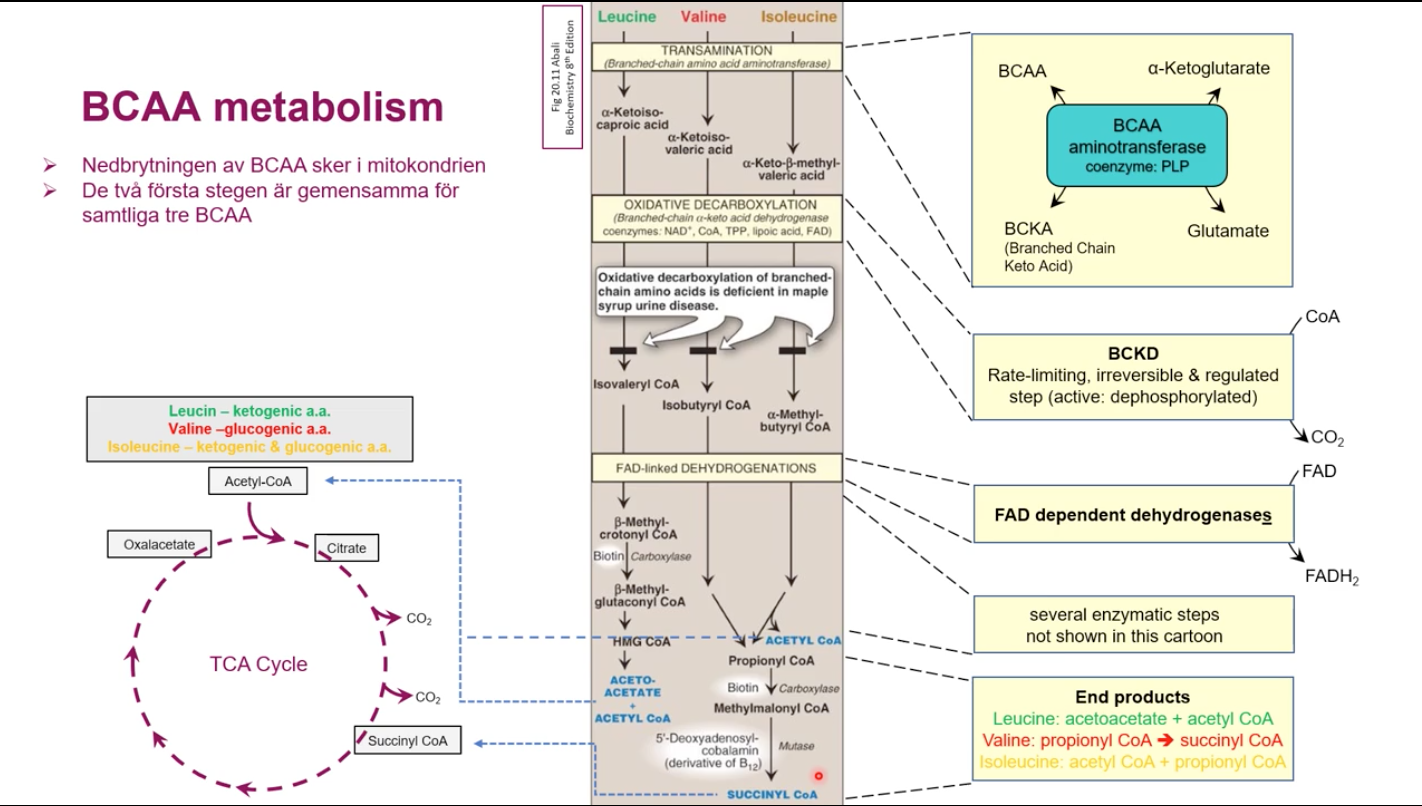 BCAA metabolism
➢ Nedbrytningen av BCAA sker i mitokondrien
➢ De två första stegen är gemensamma för
samtliga tre BCAA
Leucin – ketogenic a.a.
Valine –glucogenic a.a.
Isoleucine – ketogenic & glucogenic a.a.
Acetyl-CoA
Oxalacetate
Citrate
CO₂
TCA Cycle
CO₂
Succinyl CoA
Fig 20.11 Abali
Biochemistry 8th Edition
Leucine Valine Isoleucine
TRANSAMINATION
(Branched-chain amino acid aminotransferase)
α-Ketoiso-
caproic acid
α-Ketoiso-
valeric acid
α-Keto-β-methyl-
valeric acid
OXIDATIVE DECARBOXYLATION
(Branched-chain α-keto acid dehydrogenase
coenzymes: NAD⁺, CoA, TPP, lipoic acid, FAD)
Oxidative decarboxylation of branched-
chain amino acids is deficient in maple
syrup urine disease.
Isovaleryl CoA
Isobutyryl CoA
α-Methyl-
butyryl CoA
FAD-linked DEHYDROGENATIONS
β-Methyl-
crotonyl CoA
Biotin Carboxylase
β-Methyl-
glutaconyl CoA
HMG CoA
ACETO-
ACETATE
+
ACETYL CoA
ACETYL CoA
Propionyl CoA
Biotin Carboxylase
Methylmalonyl CoA
5'-Deoxyadenosyl-
cobalamin
(derivative of B₁₂)
Mutase
SUCCINYL CoA
BCAA
α-Ketoglutarate
BCAA
aminotransferase
coenzyme: PLP
BCKA
(Branched Chain
Keto Acid)
Glutamate
CoA
BCKD
Rate-limiting, irreversible & regulated
step (active: dephosphorylated)
CO₂
FAD
FAD dependent dehydrogenases
FADH₂
several enzymatic steps
not shown in this cartoon
End products
Leucine: acetoacetate + acetyl CoA
Valine: propionyl CoA ➔ succinyl CoA
Isoleucine: acetyl CoA + propionyl CoA